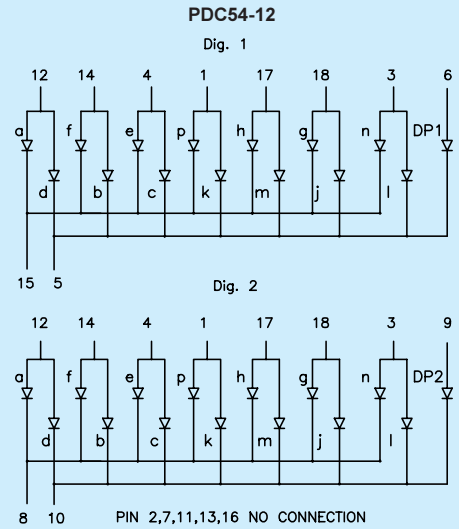 PDC54-12
Dig. 1
12 14 4 1 17 18 3 6
a f e p h g n DP1
d b c k m j l
15 5
Dig. 2
12 14 4 1 17 18 3 9
a f e p h g n DP2
d b c k m j l
8 10 PIN 2,7,11,13,16 NO CONNECTION